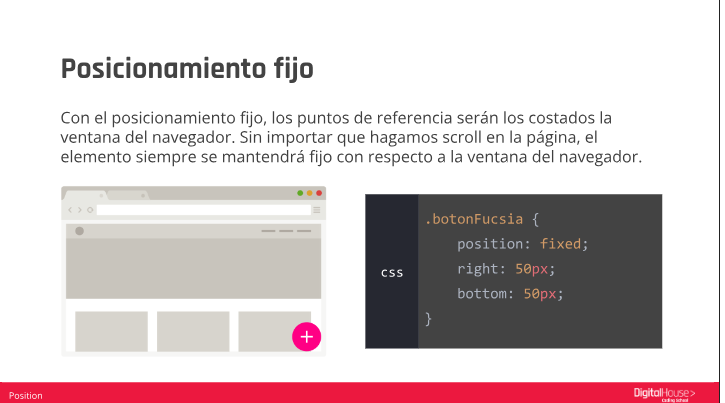 Posicionamiento fijo
Con el posicionamiento fijo, los puntos de referencia serán los costados la
ventana del navegador. Sin importar que hagamos scroll en la página, el
elemento siempre se mantendrá fijo con respecto a la ventana del navegador.
css
.botonFucsia {
position: fixed;
right: 50px;
bottom: 50px;
}
Position
DigitalHouse>
Coding School